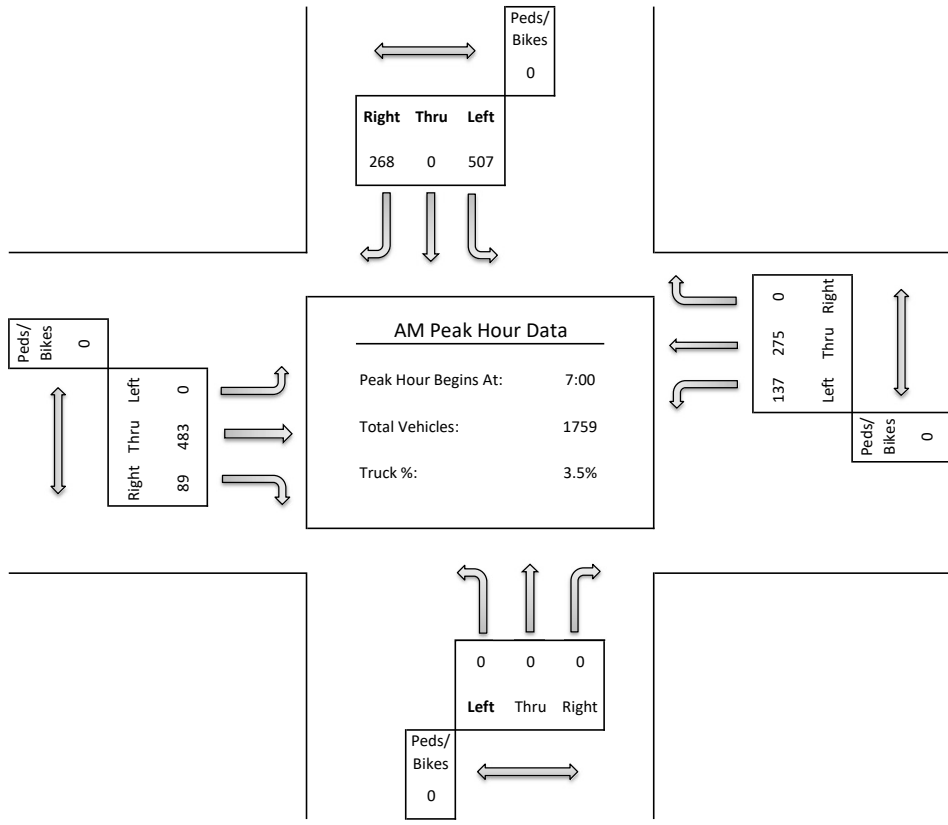 Peds/
Bikes
0
Right Thru Left
268 0 507
Peds/
Bikes
0
Left 0
Thru 483
Right 89
AM Peak Hour Data
Peak Hour Begins At: 7:00
Total Vehicles: 1759
Truck %: 3.5%
0 Right
275 Thru
137 Left
Peds/
Bikes
0
0 0 0
Left Thru Right
Peds/
Bikes
0